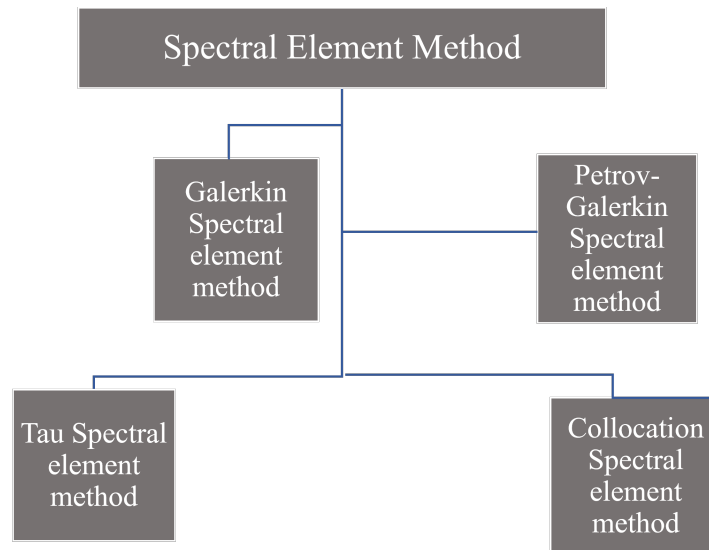 Spectral Element Method
Galerkin
Spectral
element
method
Petrov-
Galerkin
Spectral
element
method
Tau Spectral
element
method
Collocation
Spectral
element
method